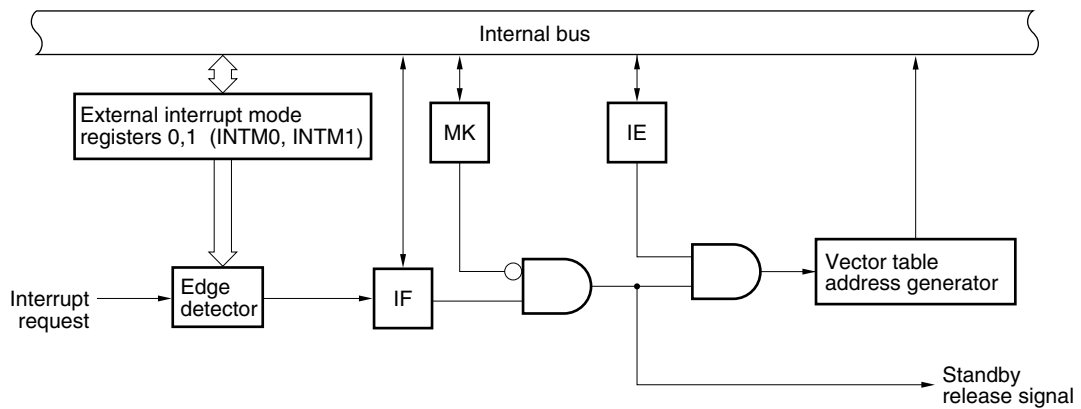 Internal bus
External interrupt mode
registers 0,1 (INTM0, INTM1)
MK
IE
Interrupt
request
Edge
detector
IF
Vector table
address generator
Standby
release signal